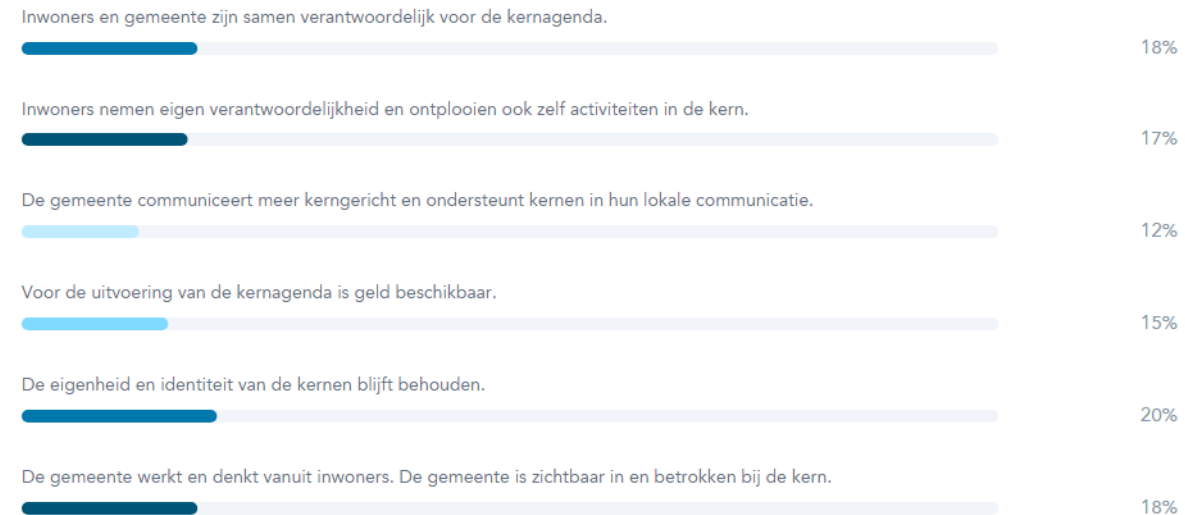 Inwoners en gemeente zijn samen verantwoordelijk voor de kernagenda.
18%
Inwoners nemen eigen verantwoordelijkheid en ontplooien ook zelf activiteiten in de kern.
17%
De gemeente communiceert meer kerngericht en ondersteunt kernen in hun lokale communicatie.
12%
Voor de uitvoering van de kernagenda is geld beschikbaar.
15%
De eigenheid en identiteit van de kernen blijft behouden.
20%
De gemeente werkt en denkt vanuit inwoners. De gemeente is zichtbaar in en betrokken bij de kern.
18%